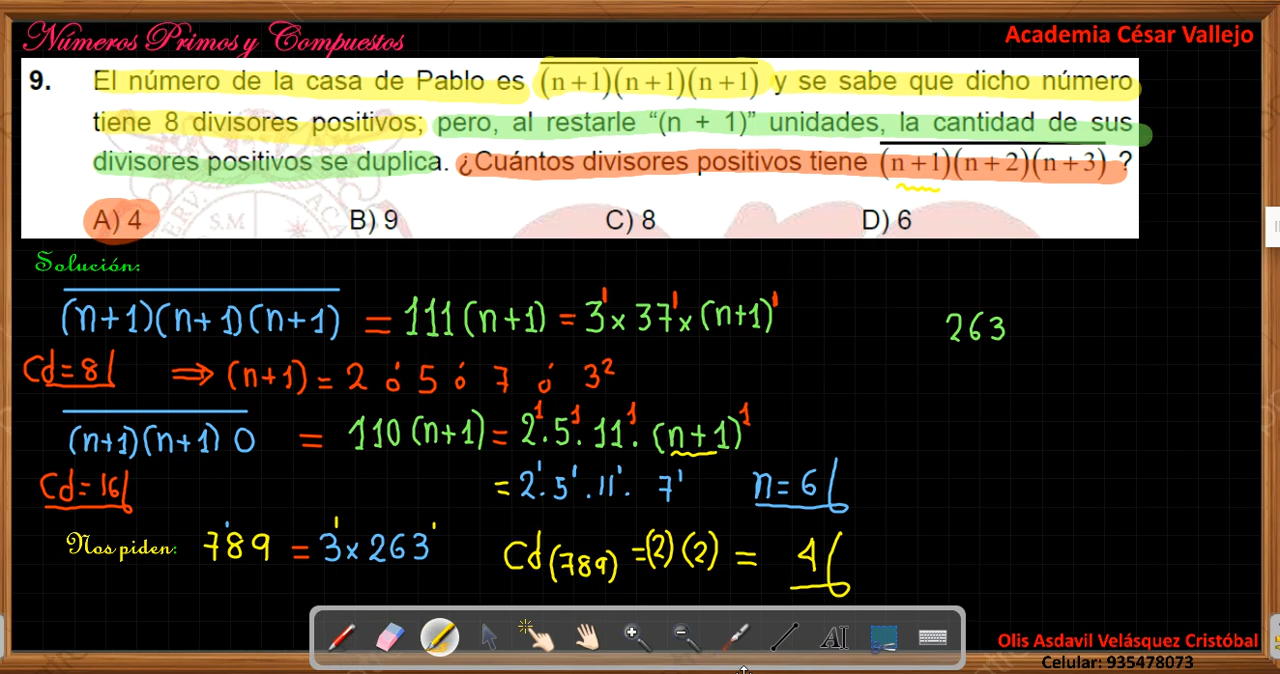 Números Primos y Compuestos
Academia César Vallejo
9. El número de la casa de Pablo es (n+1)(n+1)(n+1) y se sabe que dicho número
tiene 8 divisores positivos; pero, al restarle “(n + 1)” unidades, la cantidad de sus
divisores positivos se duplica. ¿Cuántos divisores positivos tiene (n+1)(n+2)(n+3) ?
A) 4 B) 9 C) 8 D) 6
Solución:
(n+1)(n+1)(n+1) = 111(n+1) = 3¹ x 37¹ x (n+1)¹
263
Cd=8 ⇒ (n+1) = 2 ó 5 ó 7 ó 3²
(n+1)(n+1) 0 = 110(n+1) = 2¹. 5¹. 11¹. (n+1)¹
Cd=16 = 2¹. 5¹. 11¹. 7¹ n=6
Nos piden: 789 = 3¹ x 263¹ Cd(789) = (2)(2) = 4
AI
Olis Asdavil Velásquez Cristóbal
Celular: 935478073